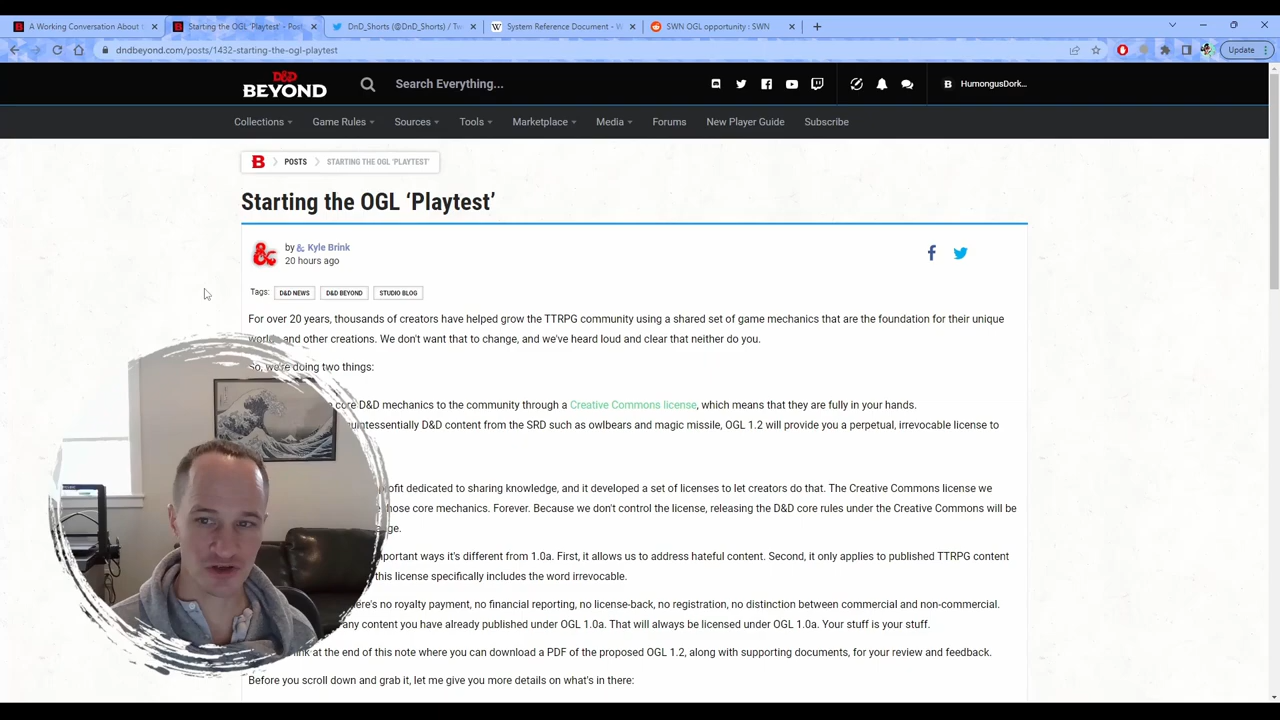 A Working Conversation About t
Starting the OGL 'Playtest' - Pos
DnD_Shorts (@DnD_Shorts) / Tw
System Reference Document - W
SWN OGL opportunity : SWN
dndbeyond.com/posts/1432-starting-the-ogl-playtest
Update
D&D BEYOND
Search Everything...
HumongusDork...
Collections
Game Rules
Sources
Tools
Marketplace
Media
Forums
New Player Guide
Subscribe
POSTS
STARTING THE OGL 'PLAYTEST'
Starting the OGL 'Playtest'
by & Kyle Brink
20 hours ago
Tags: D&D NEWS D&D BEYOND STUDIO BLOG
For over 20 years, thousands of creators have helped grow the TTRPG community using a shared set of game mechanics that are the foundation for their unique
worlds and other creations. We don't want that to change, and we've heard loud and clear that neither do you.
So, we're doing two things:
core D&D mechanics to the community through a Creative Commons license, which means that they are fully in your hands.
quintessentially D&D content from the SRD such as owlbears and magic missile, OGL 1.2 will provide you a perpetual, irrevocable license to
profit dedicated to sharing knowledge, and it developed a set of licenses to let creators do that. The Creative Commons license we
those core mechanics. Forever. Because we don't control the license, releasing the D&D core rules under the Creative Commons will be
important ways it's different from 1.0a. First, it allows us to address hateful content. Second, it only applies to published TTRPG content
this license specifically includes the word irrevocable.
there's no royalty payment, no financial reporting, no license-back, no registration, no distinction between commercial and non-commercial.
any content you have already published under OGL 1.0a. That will always be licensed under OGL 1.0a. Your stuff is your stuff.
link at the end of this note where you can download a PDF of the proposed OGL 1.2, along with supporting documents, for your review and feedback.
Before you scroll down and grab it, let me give you more details on what's in there: